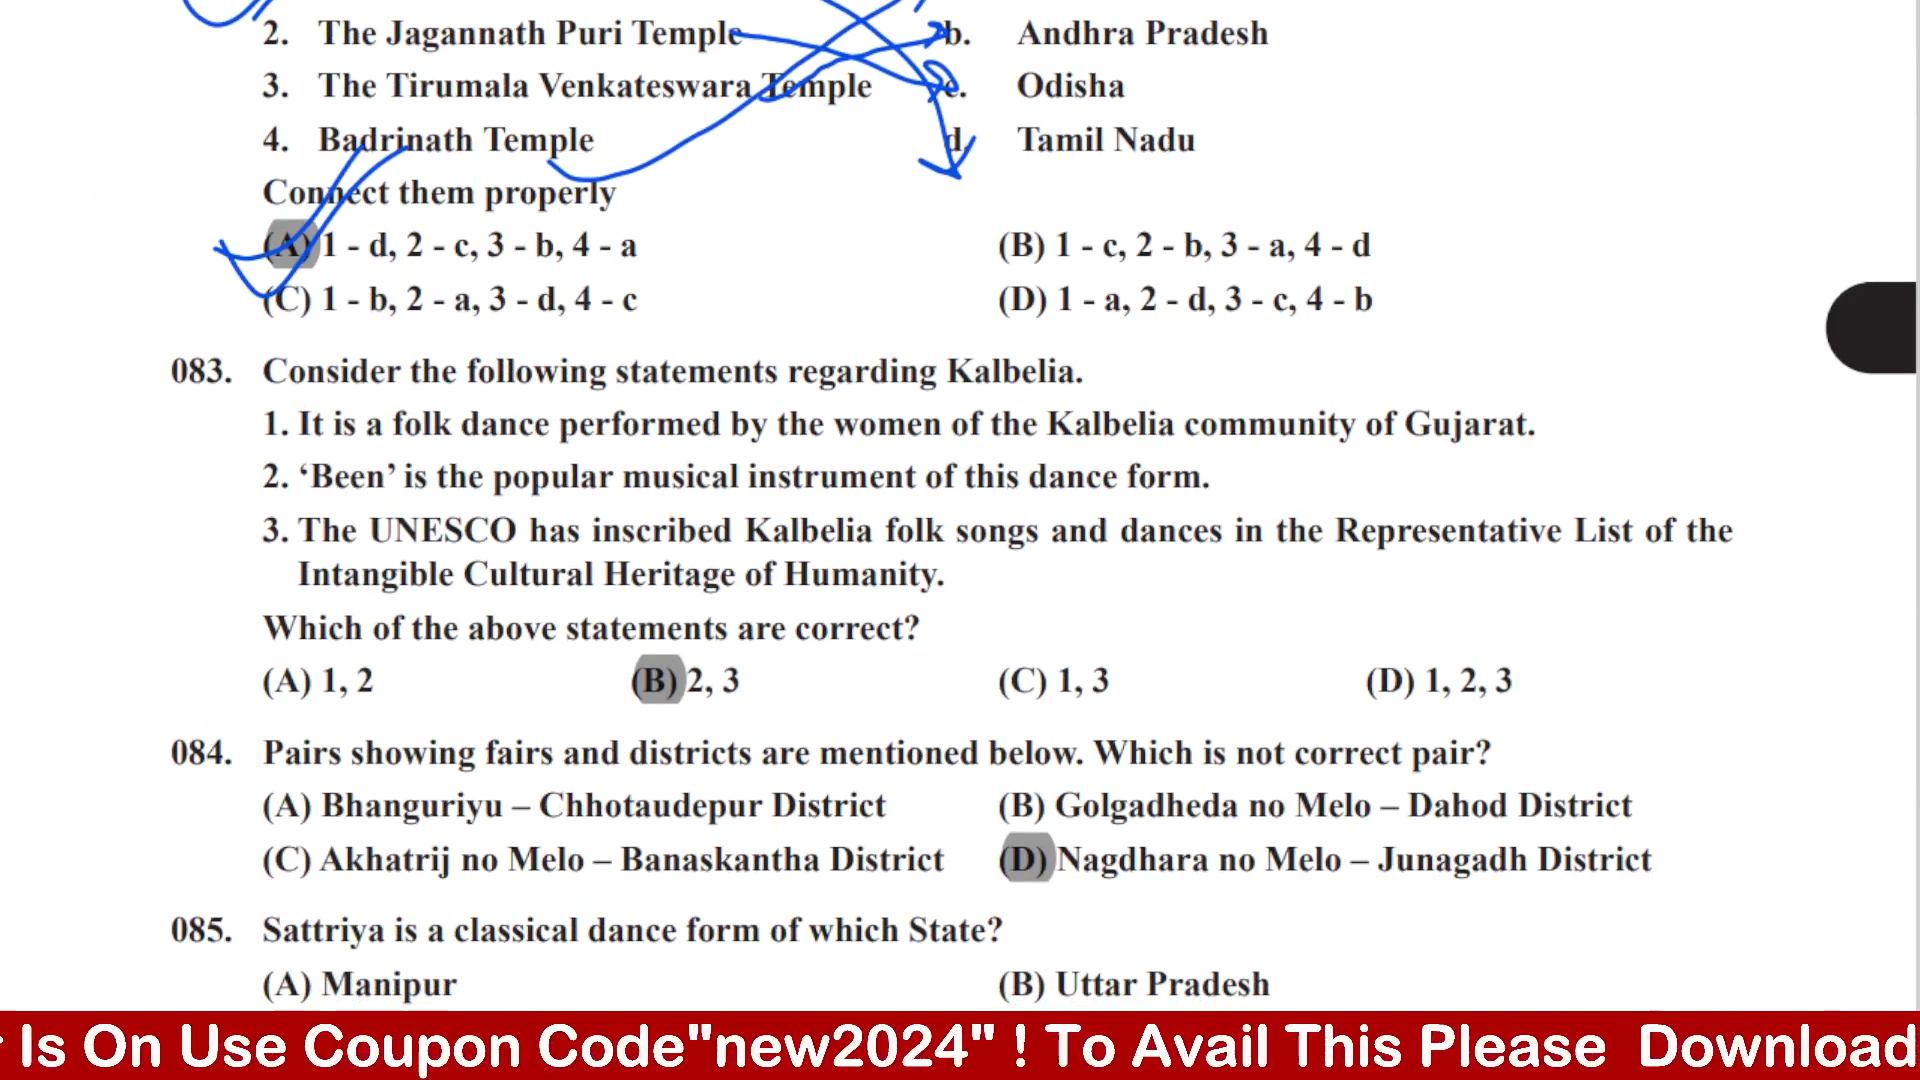 2. The Jagannath Puri Temple b. Andhra Pradesh
3. The Tirumala Venkateswara Temple c. Odisha
4. Badrinath Temple d. Tamil Nadu
Connect them properly
(A) 1 - d, 2 - c, 3 - b, 4 - a (B) 1 - c, 2 - b, 3 - a, 4 - d
(C) 1 - b, 2 - a, 3 - d, 4 - c (D) 1 - a, 2 - d, 3 - c, 4 - b
083. Consider the following statements regarding Kalbelia.
1. It is a folk dance performed by the women of the Kalbelia community of Gujarat.
2. ‘Been’ is the popular musical instrument of this dance form.
3. The UNESCO has inscribed Kalbelia folk songs and dances in the Representative List of the
Intangible Cultural Heritage of Humanity.
Which of the above statements are correct?
(A) 1, 2 (B) 2, 3 (C) 1, 3 (D) 1, 2, 3
084. Pairs showing fairs and districts are mentioned below. Which is not correct pair?
(A) Bhanguriyu – Chhotaudepur District (B) Golgadheda no Melo – Dahod District
(C) Akhatrij no Melo – Banaskantha District (D) Nagdhara no Melo – Junagadh District
085. Sattriya is a classical dance form of which State?
(A) Manipur (B) Uttar Pradesh
Is On Use Coupon Code"new2024" ! To Avail This Please Download